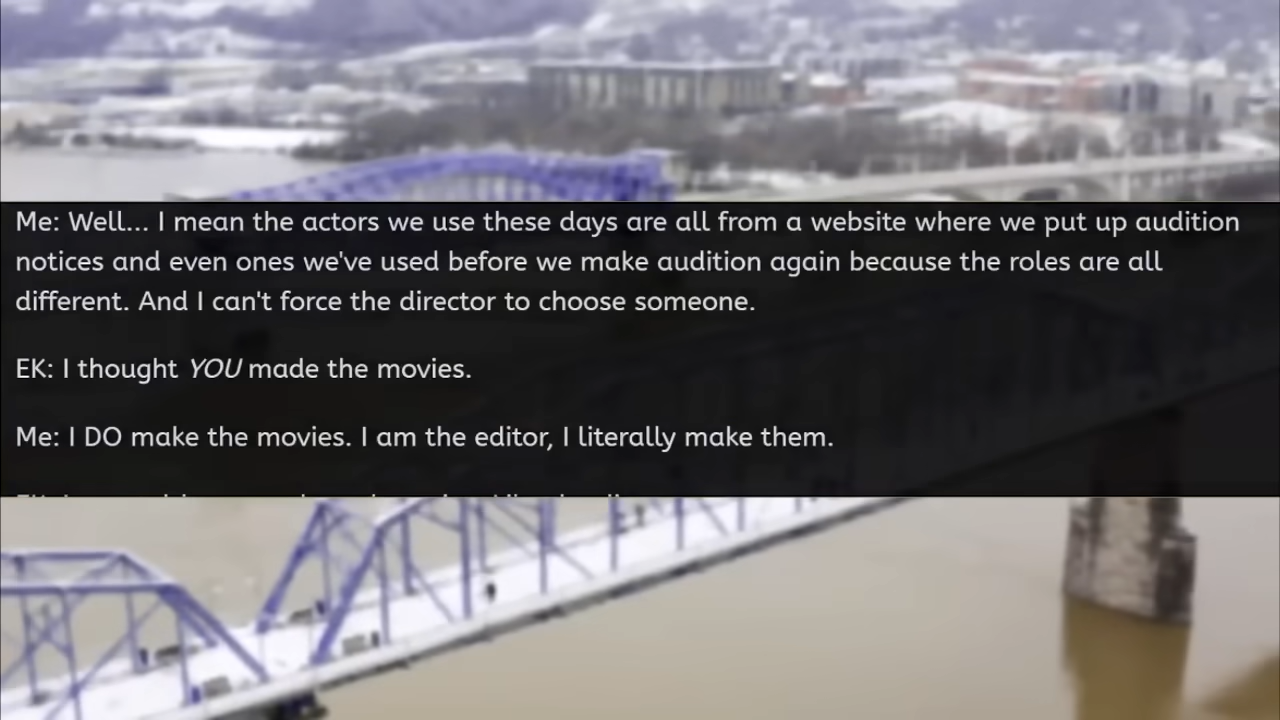 Me: Well... I mean the actors we use these days are all from a website where we put up audition
notices and even ones we've used before we make audition again because the roles are all
different. And I can't force the director to choose someone.
EK: I thought YOU made the movies.
Me: I DO make the movies. I am the editor, I literally make them.